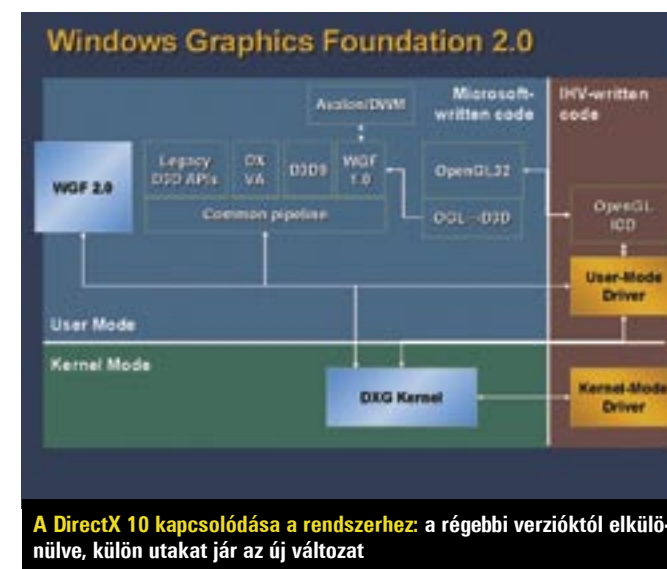 Windows Graphics Foundation 2.0
Avalon/DWM
Microsoft-
written code
IHV-written
code
WGF 2.0
Legacy
D3D APIs
DX
VA
D3D9
WGF
1.0
OpenGL32
Common pipeline
OGL→D3D
OpenGL
ICD
User-Mode
Driver
User Mode
Kernel Mode
DXG Kernel
Kernel-Mode
Driver
A DirectX 10 kapcsolódása a rendszerhez: a régebbi verzióktól elkülö-
nülve, külön utakat jár az új változat